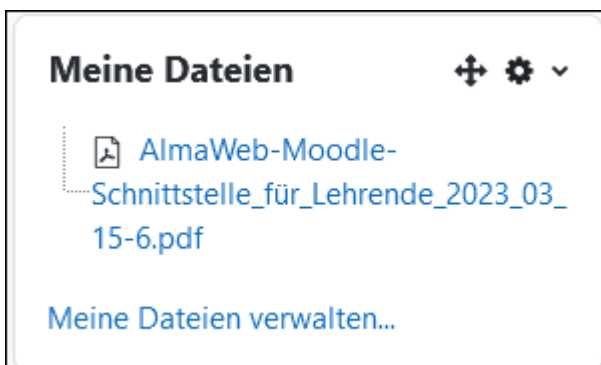 Meine Dateien
AlmaWeb-Moodle-
Schnittstelle_für_Lehrende_2023_03_
15-6.pdf
Meine Dateien verwalten...